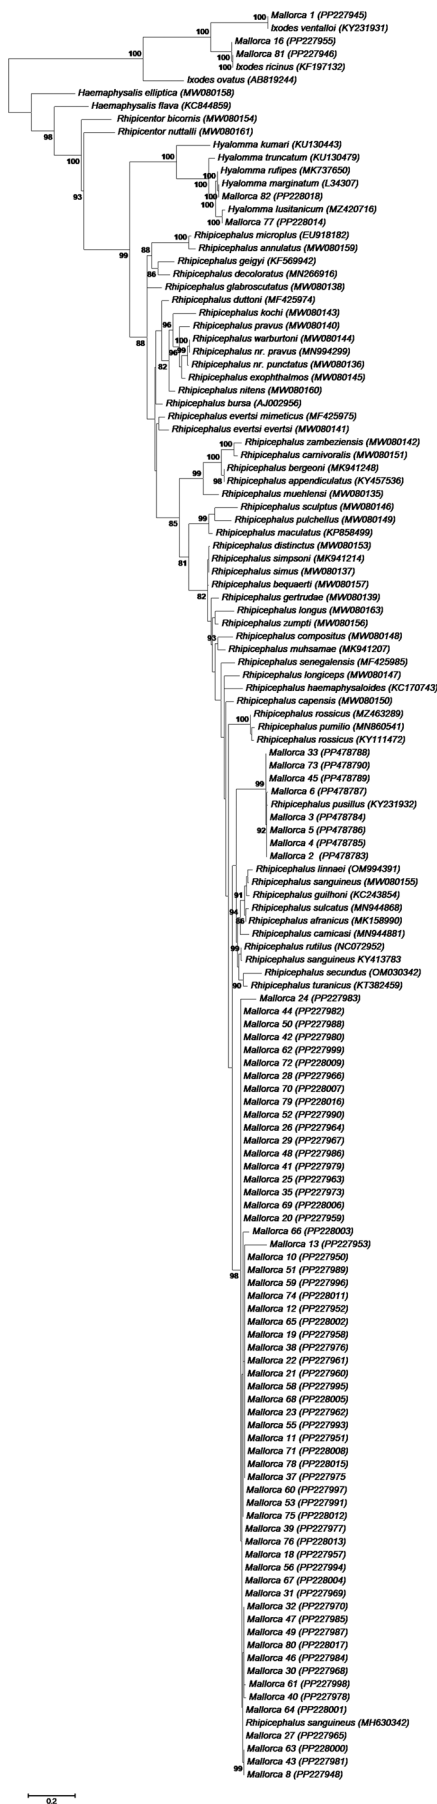 Mallorca 1 (PP227945)
100
Ixodes ventalloi (KY231931)
100
Mallorca 16 (PP227955)
100
Mallorca 81 (PP227946)
100
100
Ixodes ricinus (KF197132)
Ixodes ovatus (AB819244)
Haemaphysalis elliptica (MW080158)
Haemaphysalis flava (KC844859)
98
Rhipicentor bicornis (MW080154)
Rhipicentor nuttalli (MW080161)
100
Hyalomma kumari (KU130443)
100
Hyalomma truncatum (KU130479)
Hyalomma rufipes (MK737650)
100
100
Hyalomma marginatum (L34307)
93
Mallorca 82 (PP228018)
100
Hyalomma lusitanicum (MZ420716)
100
Mallorca 77 (PP228014)
Rhipicephalus microplus (EU918182)
100
88
Rhipicephalus annulatus (MW080159)
99
Rhipicephalus geigyi (KF569942)
86
Rhipicephalus decoloratus (MN266916)
Rhipicephalus glabroscutatus (MW080138)
Rhipicephalus duttoni (MF425974)
Rhipicephalus kochi (MW080143)
96
Rhipicephalus pravus (MW080140)
88
100
Rhipicephalus warburtoni (MW080144)
96
99
Rhipicephalus nr. pravus (MN994299)
82
Rhipicephalus nr. punctatus (MW080136)
Rhipicephalus exophthalmos (MW080145)
Rhipicephalus nitens (MW080160)
Rhipicephalus bursa (AJ002956)
Rhipicephalus evertsi mimeticus (MF425975)
Rhipicephalus evertsi evertsi (MW080141)
Rhipicephalus zambeziensis (MW080142)
100
Rhipicephalus carnivoralis (MW080151)
100
Rhipicephalus bergeoni (MK941248)
99
98
Rhipicephalus appendiculatus (KY457536)
Rhipicephalus muehlensi (MW080135)
Rhipicephalus sculptus (MW080146)
99
Rhipicephalus pulchellus (MW080149)
85
Rhipicephalus maculatus (KP858499)
Rhipicephalus distinctus (MW080153)
81
Rhipicephalus simpsoni (MK941214)
Rhipicephalus simus (MW080137)
Rhipicephalus bequaerti (MW080157)
82
Rhipicephalus gertrudae (MW080139)
Rhipicephalus longus (MW080163)
Rhipicephalus zumpti (MW080156)
93
Rhipicephalus compositus (MW080148)
Rhipicephalus muhsamae (MK941207)
Rhipicephalus senegalensis (MF425985)
Rhipicephalus longiceps (MW080147)
Rhipicephalus haemaphysaloides (KC170743)
Rhipicephalus capensis (MW080150)
Rhipicephalus rossicus (MZ463289)
100
Rhipicephalus pumilio (MN860541)
Rhipicephalus rossicus (KY111472)
Mallorca 33 (PP478788)
Mallorca 73 (PP478790)
Mallorca 45 (PP478789)
99
Mallorca 6 (PP478787)
Rhipicephalus pusillus (KY231932)
Mallorca 3 (PP478784)
92
Mallorca 5 (PP478786)
Mallorca 4 (PP478785)
Mallorca 2 (PP478783)
Rhipicephalus linnaei (OM994391)
Rhipicephalus sanguineus (MW080155)
91
Rhipicephalus guilhoni (KC243854)
94
Rhipicephalus sulcatus (MN944868)
86
Rhipicephalus afranicus (MK158990)
Rhipicephalus camicasi (MN944881)
99
Rhipicephalus rutilus (NC072952)
Rhipicephalus sanguineus KY413783
Rhipicephalus secundus (OM030342)
90
Rhipicephalus turanicus (KT382459)
Mallorca 24 (PP227983)
Mallorca 44 (PP227982)
Mallorca 50 (PP227988)
Mallorca 42 (PP227980)
Mallorca 62 (PP227999)
Mallorca 72 (PP228009)
Mallorca 28 (PP227966)
Mallorca 70 (PP228007)
Mallorca 79 (PP228016)
Mallorca 52 (PP227990)
Mallorca 26 (PP227964)
Mallorca 29 (PP227967)
Mallorca 48 (PP227986)
Mallorca 41 (PP227979)
Mallorca 25 (PP227963)
Mallorca 35 (PP227973)
Mallorca 69 (PP228006)
Mallorca 20 (PP227959)
Mallorca 66 (PP228003)
Mallorca 13 (PP227953)
Mallorca 10 (PP227950)
98
Mallorca 51 (PP227989)
Mallorca 59 (PP227996)
Mallorca 74 (PP228011)
Mallorca 12 (PP227952)
Mallorca 65 (PP228002)
Mallorca 19 (PP227958)
Mallorca 38 (PP227976)
Mallorca 22 (PP227961)
Mallorca 21 (PP227960)
Mallorca 58 (PP227995)
Mallorca 68 (PP228005)
Mallorca 23 (PP227962)
Mallorca 55 (PP227993)
Mallorca 11 (PP227951)
Mallorca 71 (PP228008)
Mallorca 78 (PP228015)
Mallorca 37 (PP227975
Mallorca 60 (PP227997)
Mallorca 53 (PP227991)
Mallorca 75 (PP228012)
Mallorca 39 (PP227977)
Mallorca 76 (PP228013)
Mallorca 18 (PP227957)
Mallorca 56 (PP227994)
Mallorca 67 (PP228004)
Mallorca 31 (PP227969)
Mallorca 32 (PP227970)
Mallorca 47 (PP227985)
Mallorca 49 (PP227987)
Mallorca 80 (PP228017)
Mallorca 46 (PP227984)
Mallorca 30 (PP227968)
Mallorca 61 (PP227998)
Mallorca 40 (PP227978)
Mallorca 64 (PP228001)
Rhipicephalus sanguineus (MH630342)
Mallorca 27 (PP227965)
Mallorca 63 (PP228000)
Mallorca 43 (PP227981)
99
Mallorca 8 (PP227948)
0.2